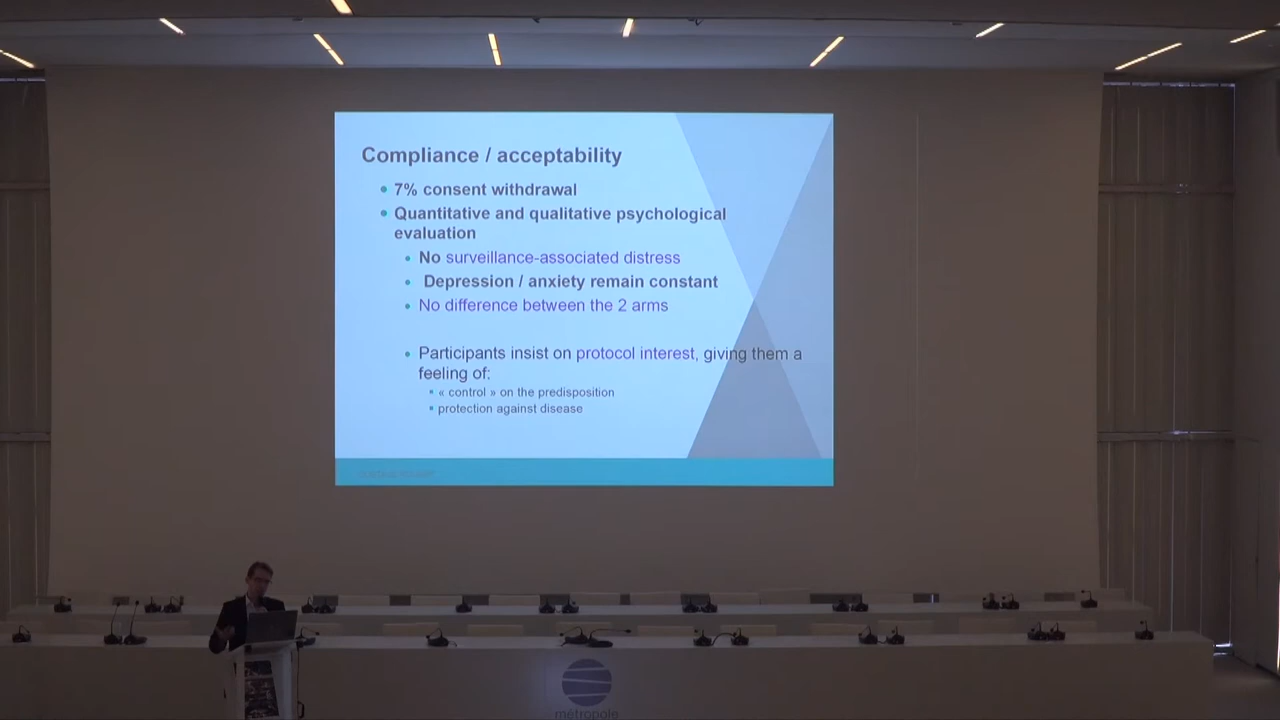 Compliance / acceptability
7% consent withdrawal
Quantitative and qualitative psychological
evaluation
No surveillance-associated distress
Depression / anxiety remain constant
No difference between the 2 arms
Participants insist on protocol interest, giving them a
feeling of:
« control » on the predisposition
protection against disease
métropole